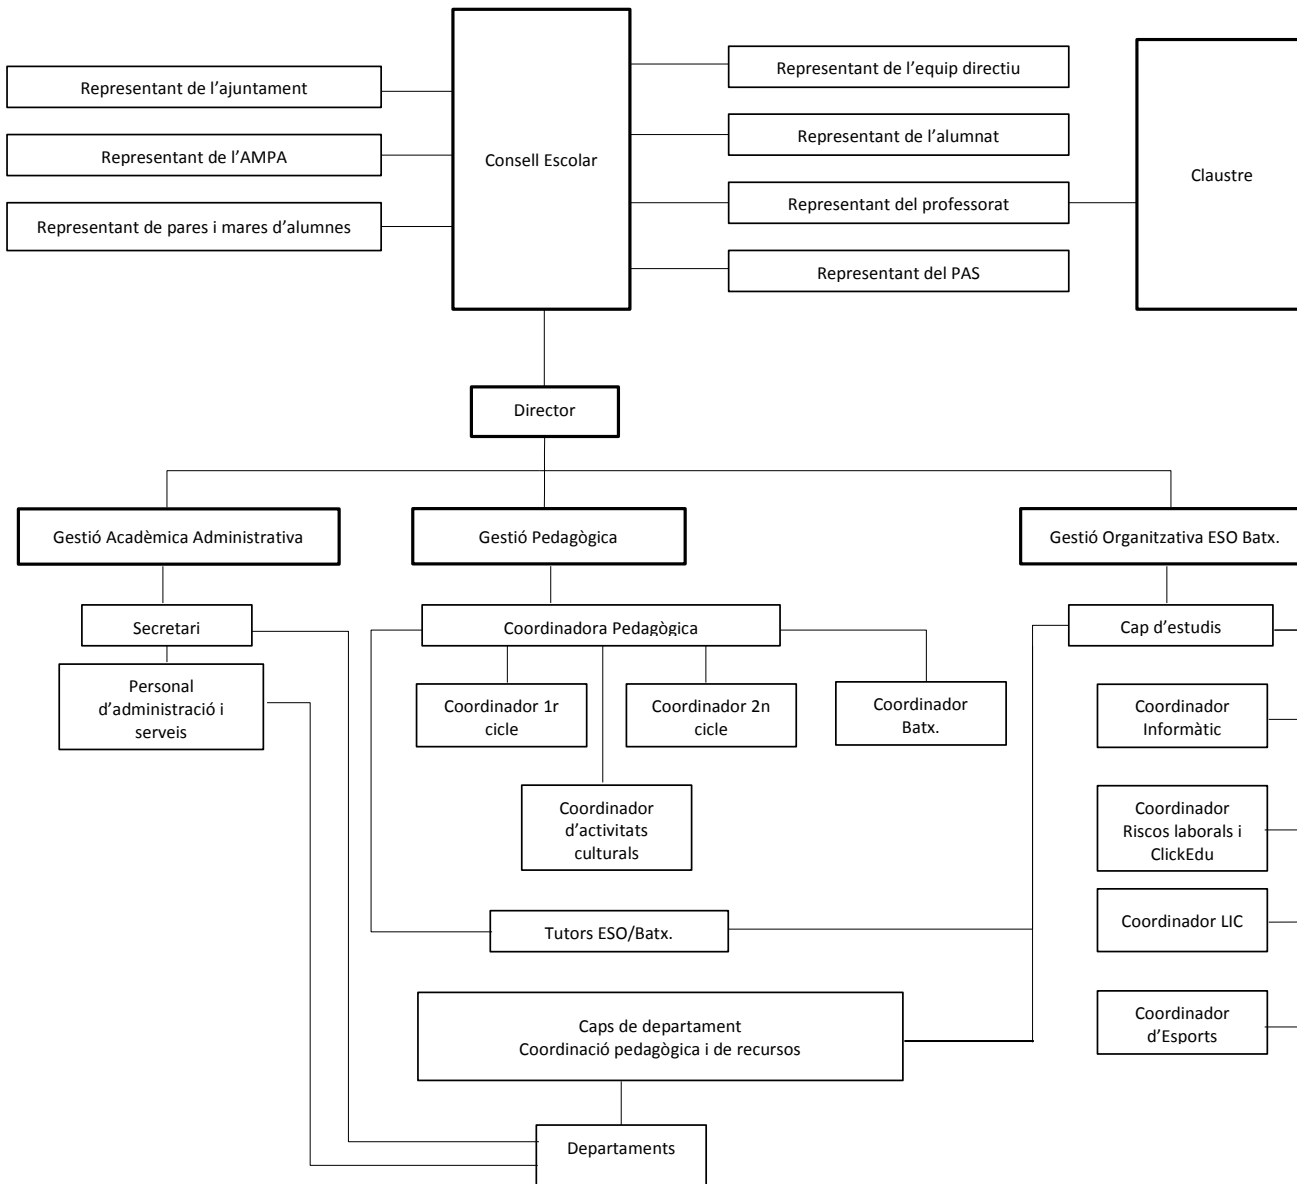 Representant de l'ajuntament
Representant de l'AMPA
Representant de pares i mares d'alumnes
Consell Escolar
Representant de l'equip directiu
Representant de l'alumnat
Representant del professorat
Representant del PAS
Claustre
Director
Gestió Acadèmica Administrativa
Gestió Pedagògica
Gestió Organitzativa ESO Batx.
Secretari
Personal
d'administració i
serveis
Coordinadora Pedagògica
Coordinador 1r
cicle
Coordinador 2n
cicle
Coordinador
Batx.
Coordinador
d'activitats
culturals
Cap d'estudis
Coordinador
Informàtic
Coordinador
Riscos laborals i
ClickEdu
Coordinador LIC
Coordinador
d'Esports
Tutors ESO/Batx.
Caps de departament
Coordinació pedagògica i de recursos
Departaments